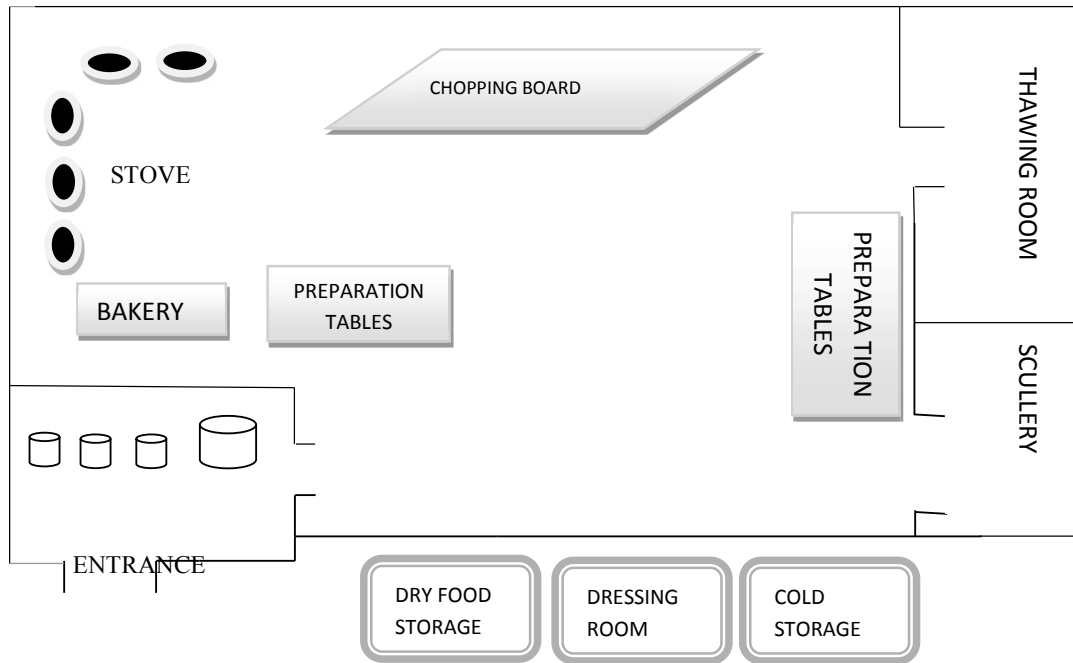 CHOPPING BOARD
THAWING ROOM
STOVE
PREPARA TION
TABLES
BAKERY
PREPARATION
TABLES
SCULLERY
ENTRANCE
DRY FOOD
STORAGE
DRESSING
ROOM
COLD
STORAGE